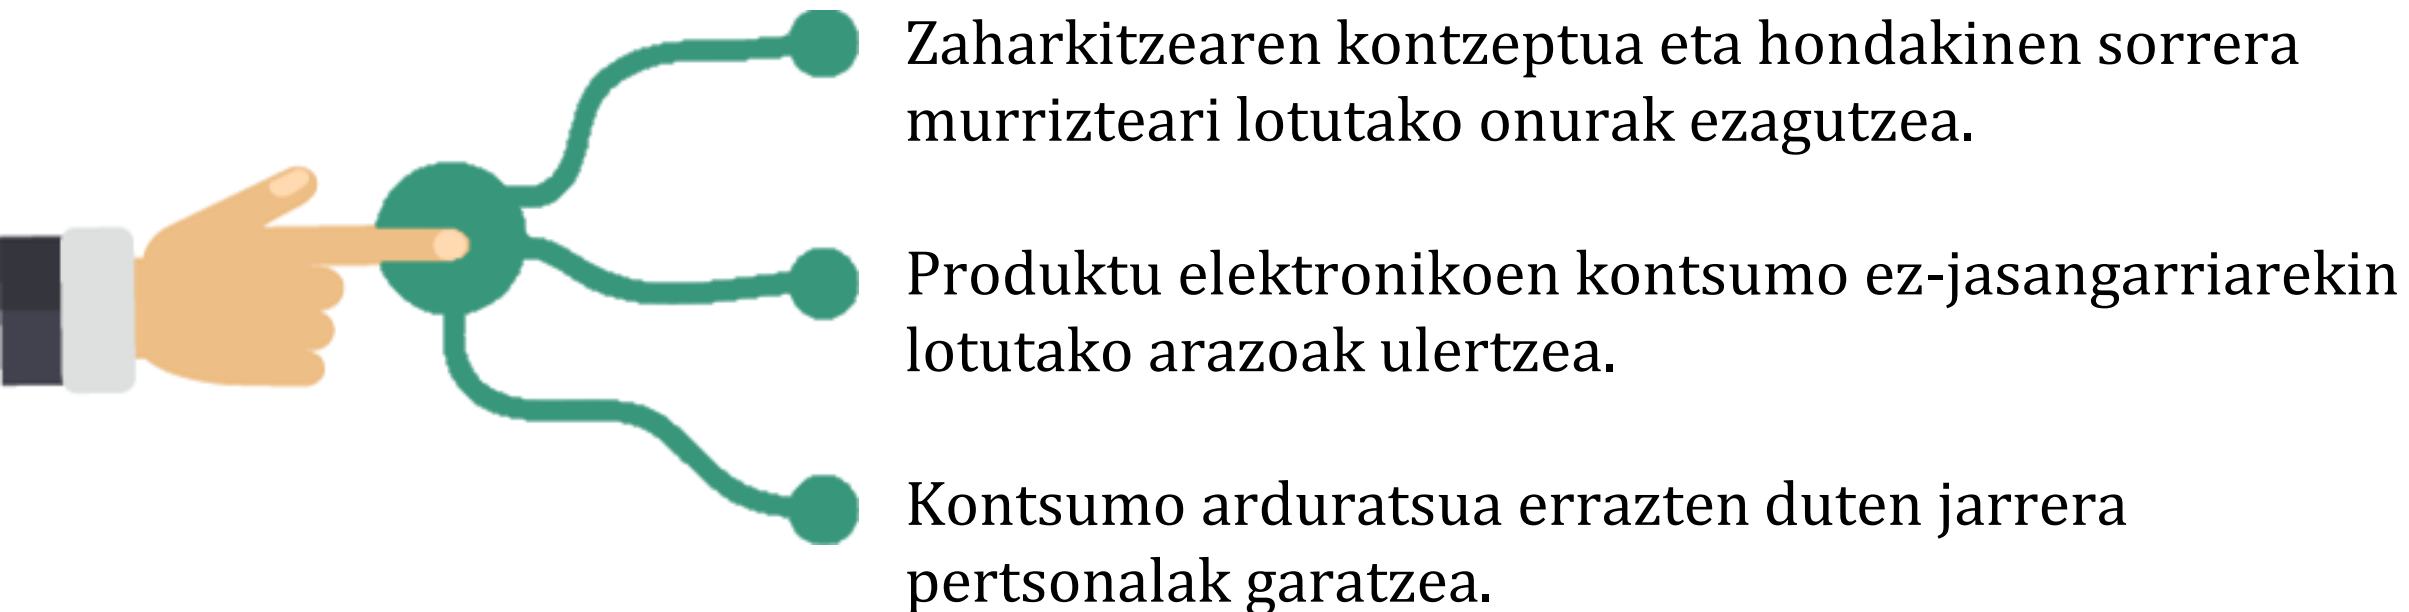 Zaharkitzearen kontzeptua eta hondakinen sorrera
murrizteari lotutako onurak ezagutzea.
Produktu elektronikoen kontsumo ez-jasangarriarekin
lotutako arazoak ulertzea.
Kontsumo arduratsua errazten duten jarrera
pertsonalak garatzea.